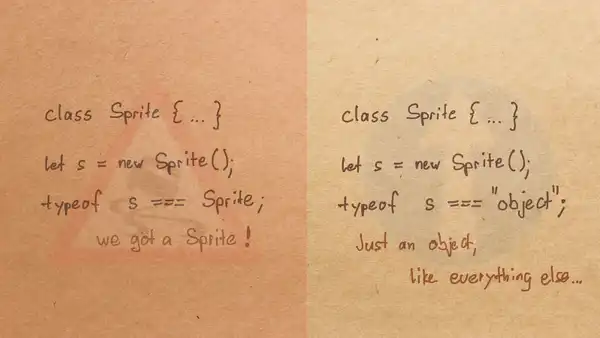 class Sprite { ... }
let s = new Sprite();
typeof s === Sprite;
we got a Sprite!
class Sprite { ... }
let s = new Sprite();
typeof s === "object";
Just an object,
like everything else...